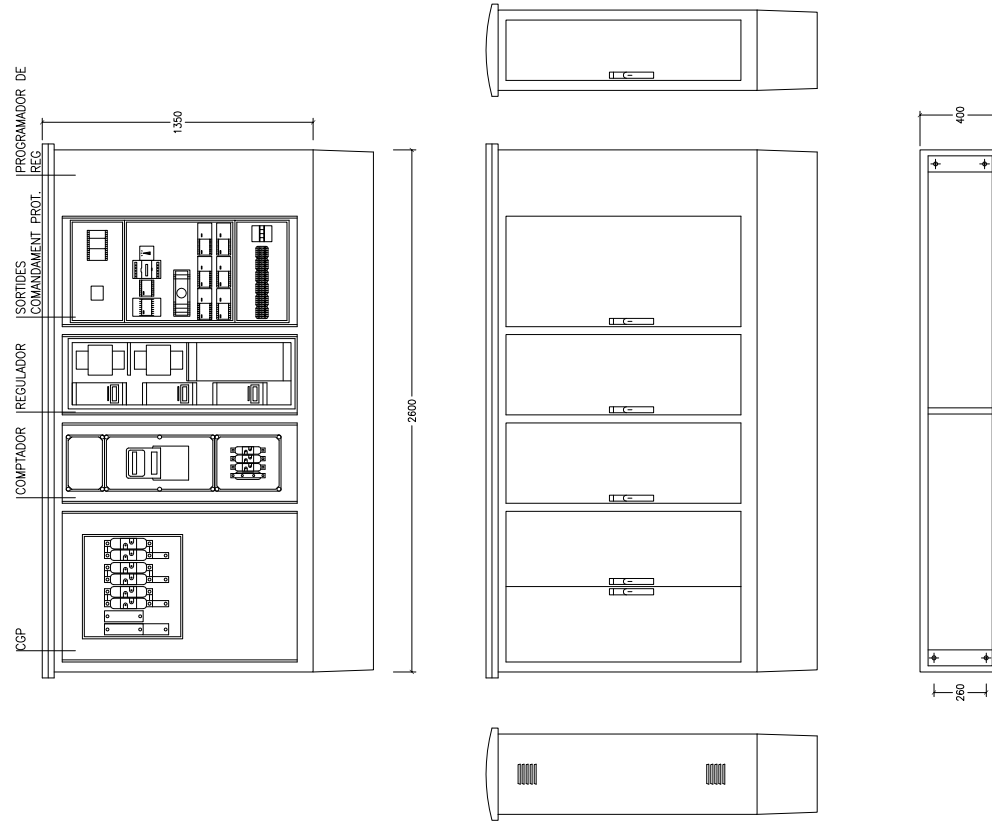 PROGRAMADOR DE
REG
SORTIDES
COMANDAMENT PROT.
REGULADOR
COMPTADOR
CGP
1350
2600
400
260